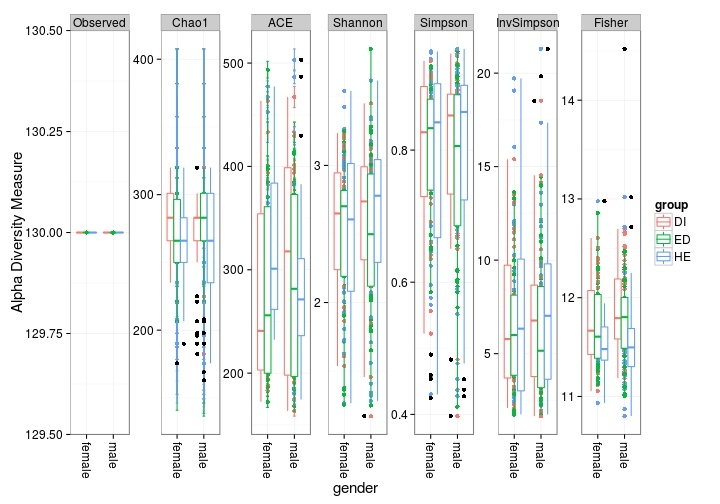 Observed
Chao1
ACE
Shannon
Simpson
InvSimpson
Fisher
Alpha Diversity Measure
130.50
130.25
130.00
129.75
129.50
400
300
200
500
400
300
200
3
2
0.8
0.6
0.4
20
15
10
5
14
13
12
11
female
male
female
male
female
male
female
male
female
male
female
male
female
male
gender
group
DI
ED
HE